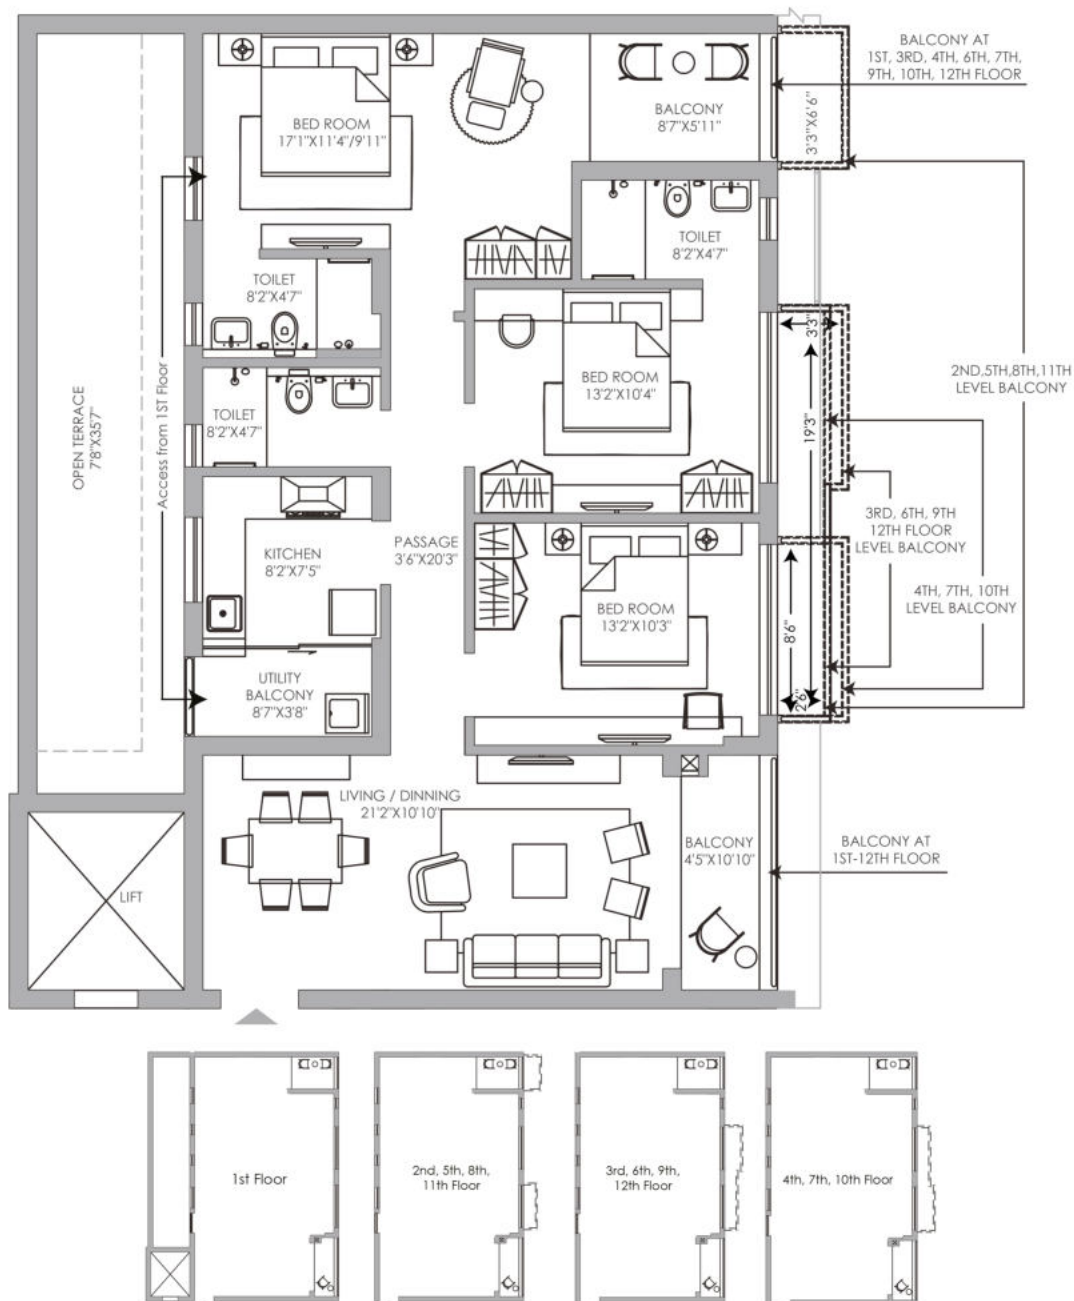 BALCONY AT
1ST, 3RD, 4TH, 6TH, 7TH,
9TH, 10TH, 12TH FLOOR
BED ROOM
17'1"X11'4"/9'11"
BALCONY
8'7"X5'11"
3'3"X6'6"
TOILET
8'2"X4'7"
TOILET
8'2"X4'7"
3'3"
BED ROOM
13'2"X10'4"
2ND,5TH,8TH,11TH
LEVEL BALCONY
OPEN TERRACE
7'8"X35'7"
Access from 1ST Floor
TOILET
8'2"X4'7"
19'3"
3RD, 6TH, 9TH
12TH FLOOR
LEVEL BALCONY
PASSAGE
3'6"X20'3"
KITCHEN
8'2"X7'5"
4TH, 7TH, 10TH
LEVEL BALCONY
BED ROOM
13'2"X10'3"
8'6"
2'6"
UTILITY
BALCONY
8'7"X3'8"
LIVING / DINNING
21'2"X10'10"
BALCONY
4'5"X10'10"
BALCONY AT
1ST-12TH FLOOR
LIFT
1st Floor
2nd, 5th, 8th,
11th Floor
3rd, 6th, 9th,
12th Floor
4th, 7th, 10th Floor